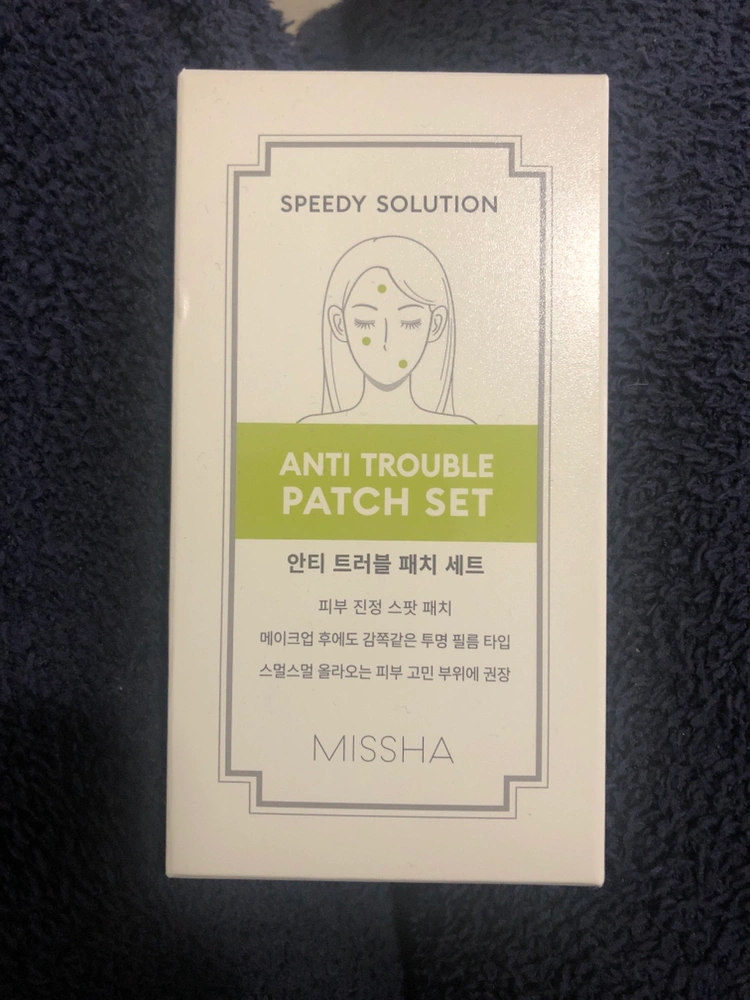 SPEEDY SOLUTION
ANTI TROUBLE
PATCH SET
안티 트러블 패치 세트
피부 진정 스팟 패치
메이크업 후에도 감쪽같은 투명 필름 타입
스멀스멀 올라오는 피부 고민 부위에 권장
MISSHA